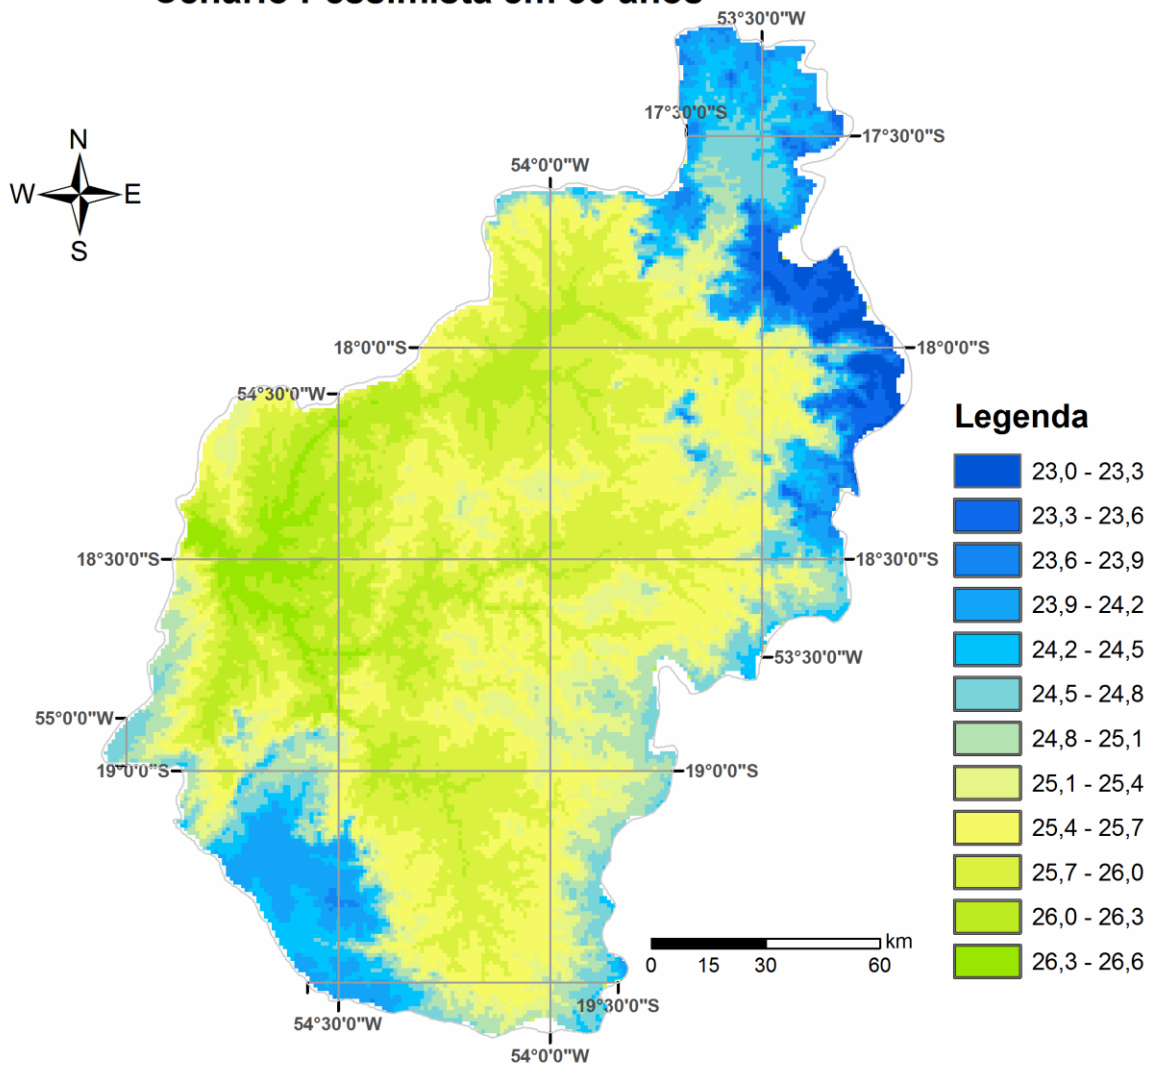 Cenário Pessimista em anos
53°30'0"W
17°30'0"S
17°30'0"S
54°0'0"W
N
W
E
S
18°0'0"S
18°0'0"S
54°30'0"W
Legenda
23,0 - 23,3
23,3 - 23,6
23,6 - 23,9
23,9 - 24,2
24,2 - 24,5
24,5 - 24,8
24,8 - 25,1
25,1 - 25,4
25,4 - 25,7
25,7 - 26,0
26,0 - 26,3
26,3 - 26,6
18°30'0"S
18°30'0"S
53°30'0"W
55°0'0"W
19°0'0"S
19°0'0"S
km
0 15 30 60
19°30'0"S
54°30'0"W
54°0'0"W